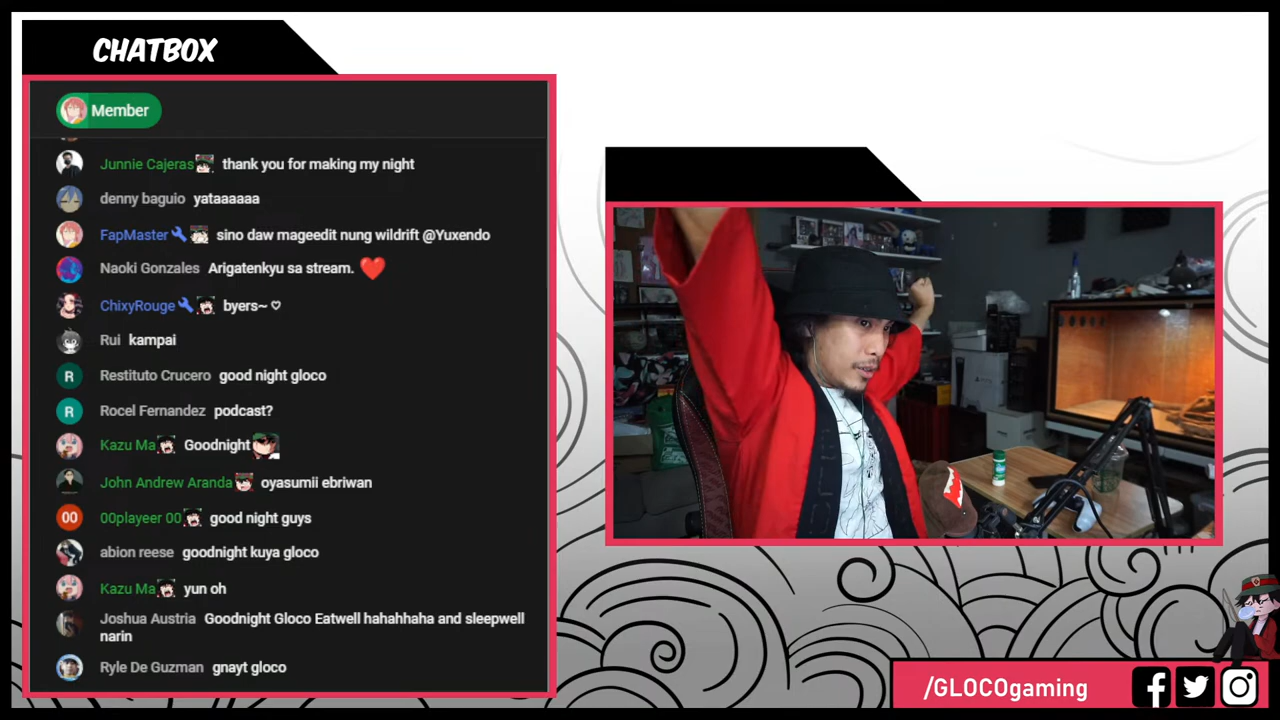 CHATBOX
Member
Junnie Cajeras thank you for making my night
denny baguio yataaaaaa
FapMaster sino daw mageedit nung wildrift @Yuxendo
Naoki Gonzales Arigatenkyu sa stream. ❤️
ChixyRouge byers~ ♡
Rui kampai
R Restituto Crucero good night gloco
R Rocel Fernandez podcast?
Kazu Ma Goodnight
John Andrew Aranda oyasumii ebriwan
00 00playeer 00 good night guys
abion reese goodnight kuya gloco
Kazu Ma yun oh
Joshua Austria Goodnight Gloco Eatwell hahahhaha and sleepwell
narin
Ryle De Guzman gnayt gloco
/GLOCOgaming